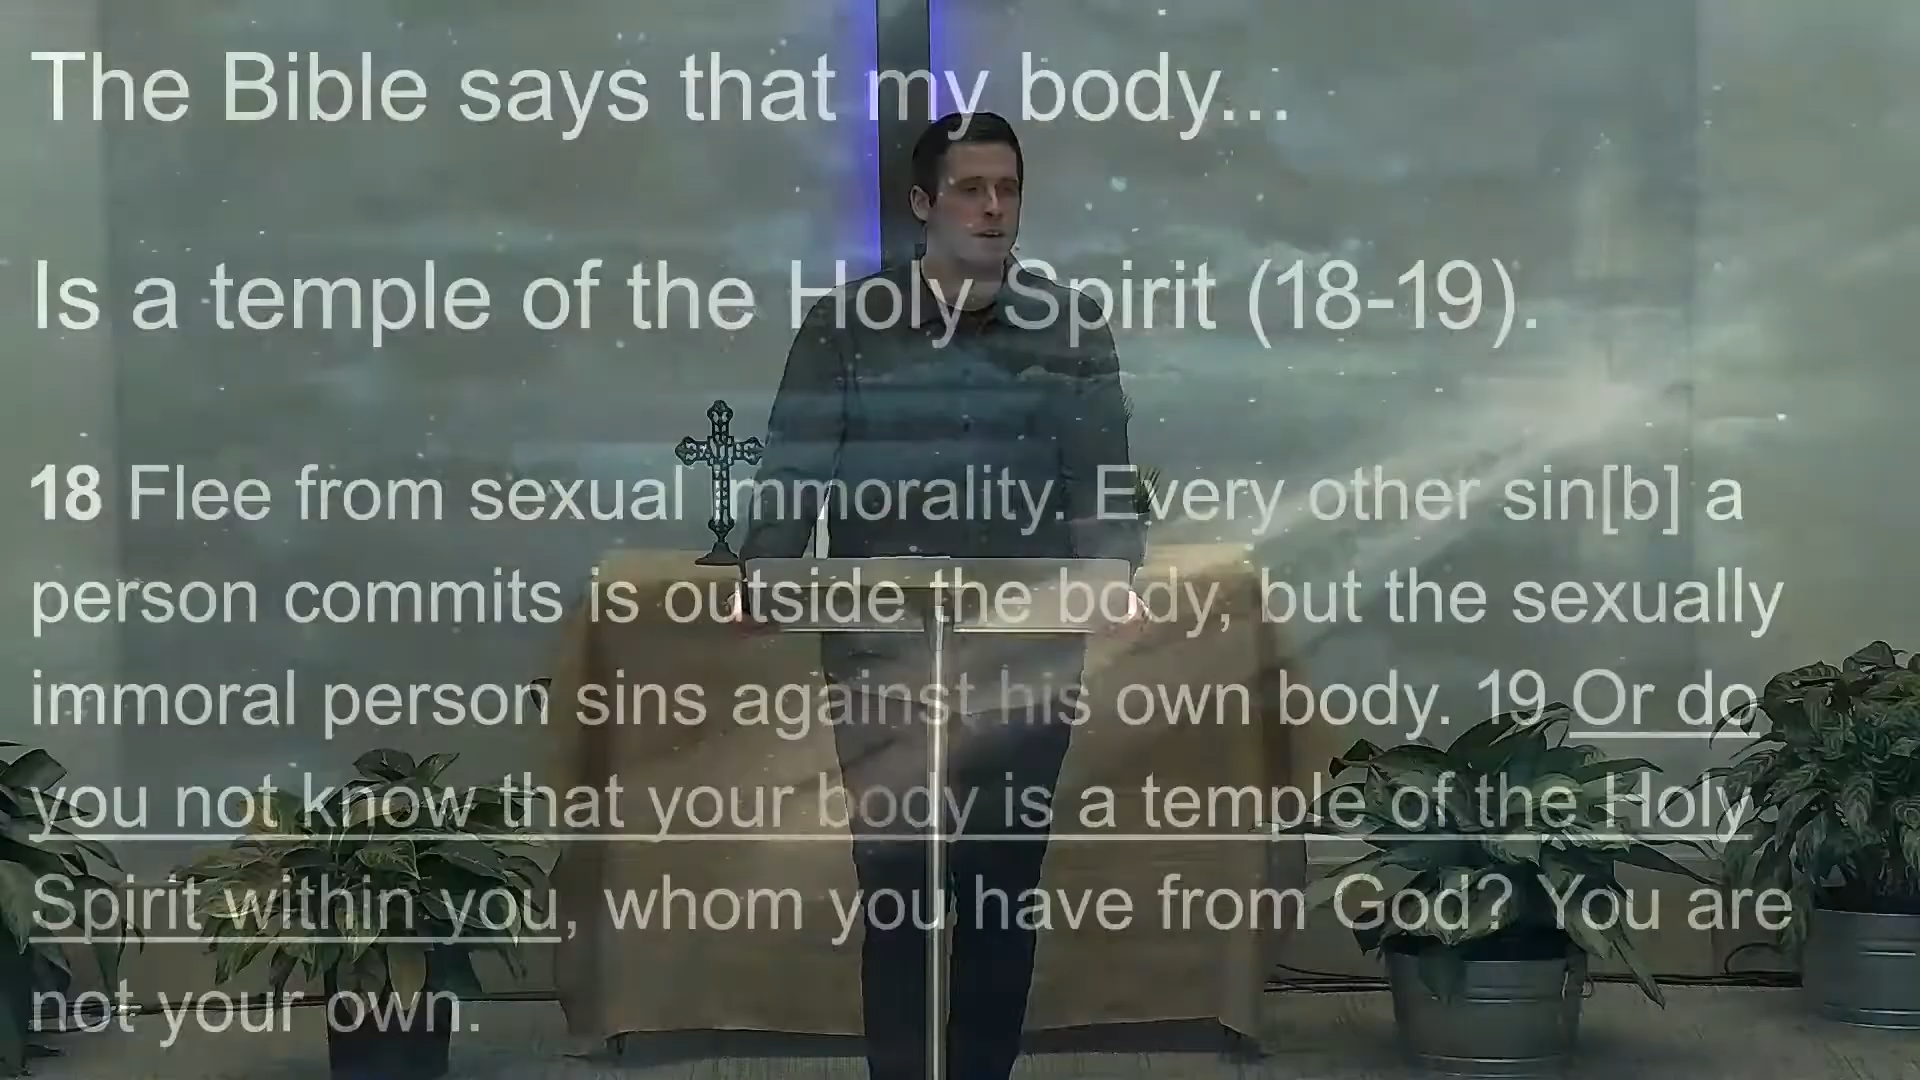 The Bible says that my body...
Is a temple of the Holy Spirit (18-19).
18 Flee from sexual immorality. Every other sin[b] a
person commits is outside the body, but the sexually
immoral person sins against his own body. 19 Or do
you not know that your body is a temple of the Holy
Spirit within you, whom you have from God? You are
not your own.